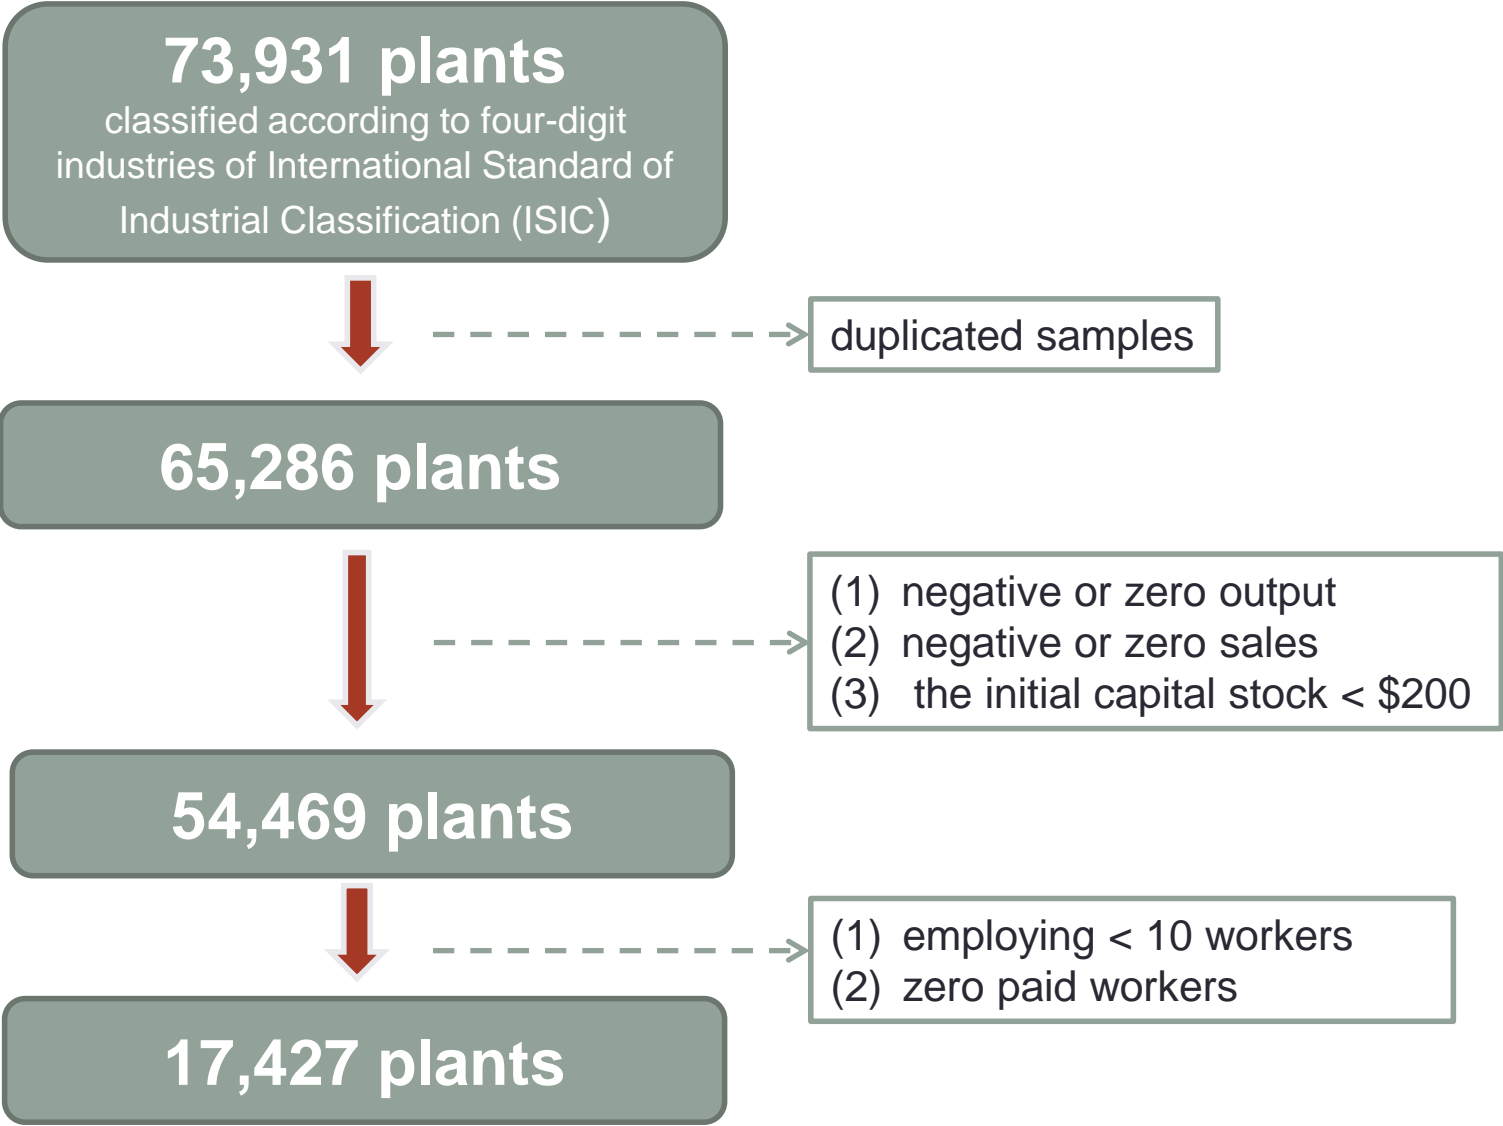 73,931 plants
classified according to four-digit
industries of International Standard of
Industrial Classification (ISIC)
duplicated samples
65,286 plants
(1) negative or zero output
(2) negative or zero sales
(3) the initial capital stock < $200
54,469 plants
(1) employing < 10 workers
(2) zero paid workers
17,427 plants